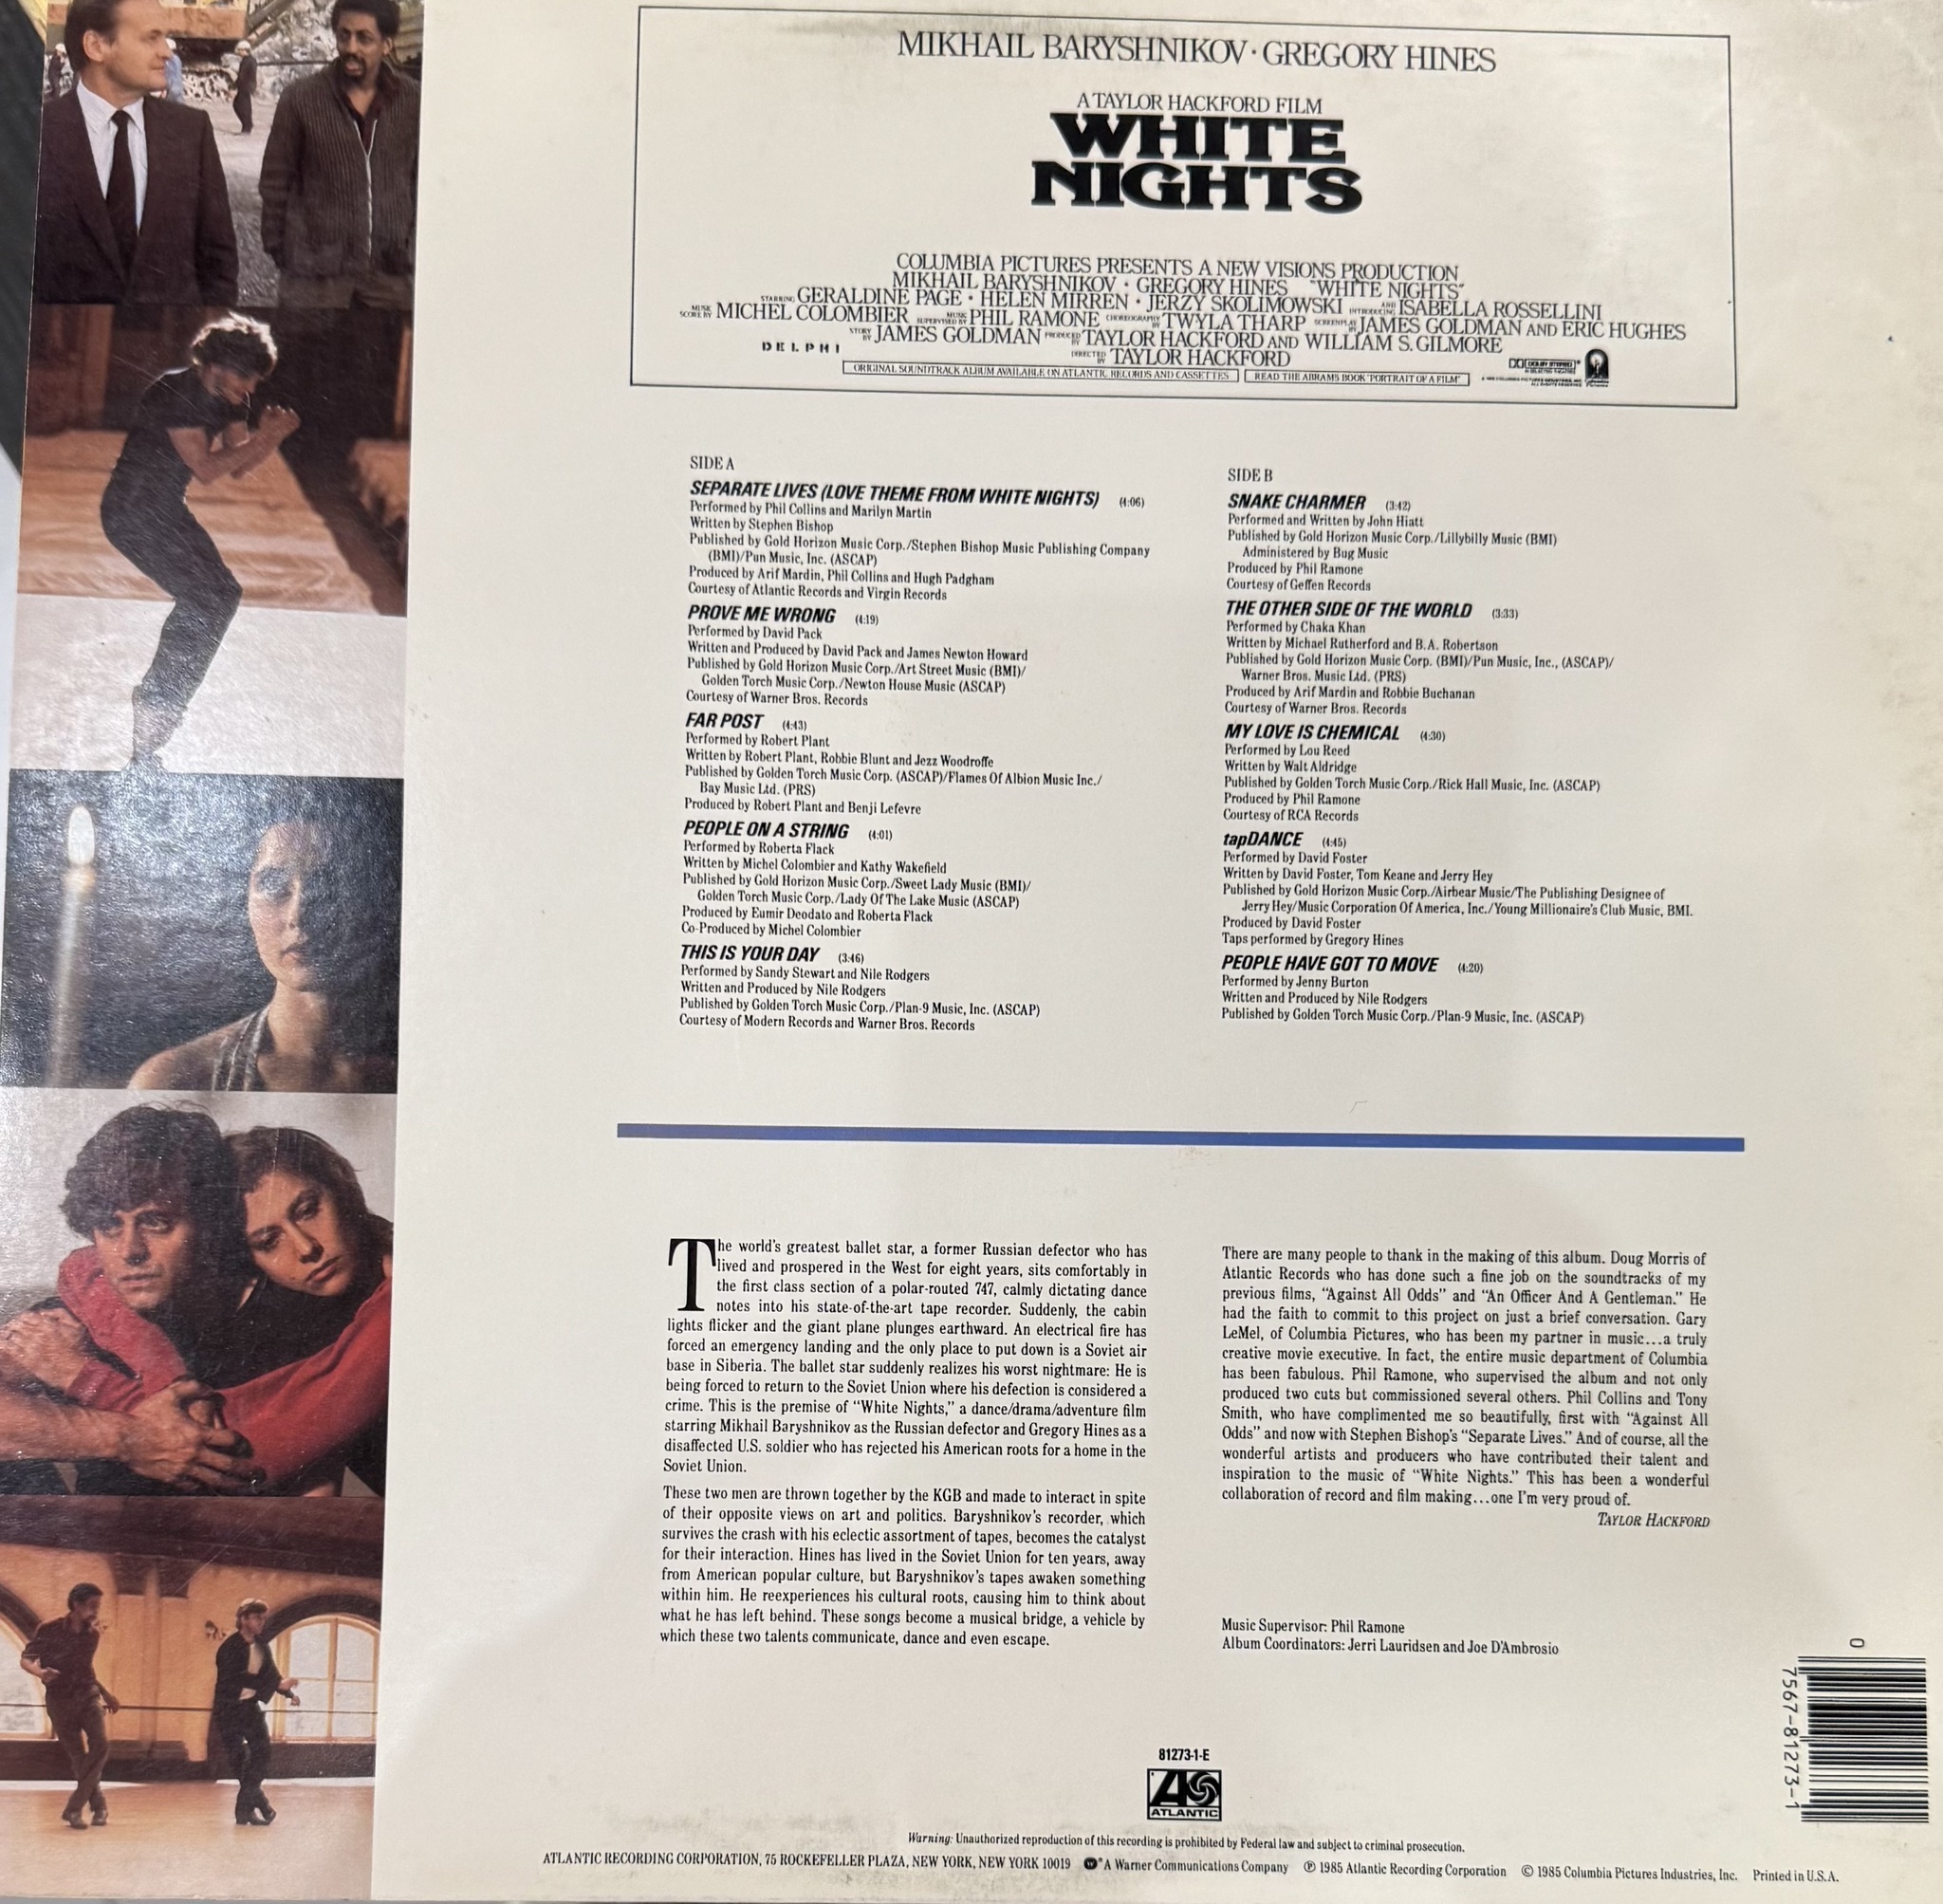 MIKHAIL BARYSHNIKOV · GREGORY HINES
A TAYLOR HACKFORD FILM
WHITE
NIGHTS
COLUMBIA PICTURES PRESENTS A NEW VISIONS PRODUCTION
MIKHAIL BARYSHNIKOV · GREGORY HINES "WHITE NIGHTS"
STARRING GERALDINE PAGE · HELEN MIRREN · JERZY SKOLIMOWSKI AND INTRODUCING ISABELLA ROSSELLINI
MUSIC SCORE BY MICHEL COLOMBIER MUSIC SUPERVISED BY PHIL RAMONE CHOREOGRAPHY BY TWYLA THARP SCREENPLAY BY JAMES GOLDMAN AND ERIC HUGHES
STORY BY JAMES GOLDMAN PRODUCED BY TAYLOR HACKFORD AND WILLIAM S. GILMORE
DELPHI
DIRECTED BY TAYLOR HACKFORD
ORIGINAL SOUNDTRACK ALBUM AVAILABLE ON ATLANTIC RECORDS AND CASSETTES
READ THE ABRAMS BOOK "PORTRAIT OF A FILM"
DOLBY STEREO
SIDE A
SEPARATE LIVES (LOVE THEME FROM WHITE NIGHTS) (4:06)
Performed by Phil Collins and Marilyn Martin
Written by Stephen Bishop
Published by Gold Horizon Music Corp./Stephen Bishop Music Publishing Company
(BMI)/Pun Music, Inc. (ASCAP)
Produced by Arif Mardin, Phil Collins and Hugh Padgham
Courtesy of Atlantic Records and Virgin Records
PROVE ME WRONG (4:19)
Performed by David Pack
Written and Produced by David Pack and James Newton Howard
Published by Gold Horizon Music Corp./Art Street Music (BMI)/
Golden Torch Music Corp./Newton House Music (ASCAP)
Courtesy of Warner Bros. Records
FAR POST (4:43)
Performed by Robert Plant
Written by Robert Plant, Robbie Blunt and Jezz Woodroffe
Published by Golden Torch Music Corp. (ASCAP)/Flames Of Albion Music Inc./
Bay Music Ltd. (PRS)
Produced by Robert Plant and Benji Lefevre
PEOPLE ON A STRING (4:01)
Performed by Roberta Flack
Written by Michel Colombier and Kathy Wakefield
Published by Gold Horizon Music Corp./Sweet Lady Music (BMI)/
Golden Torch Music Corp./Lady Of The Lake Music (ASCAP)
Produced by Eumir Deodato and Roberta Flack
Co-Produced by Michel Colombier
THIS IS YOUR DAY (3:46)
Performed by Sandy Stewart and Nile Rodgers
Written and Produced by Nile Rodgers
Published by Golden Torch Music Corp./Plan-9 Music, Inc. (ASCAP)
Courtesy of Modern Records and Warner Bros. Records
SIDE B
SNAKE CHARMER (3:42)
Performed and Written by John Hiatt
Published by Gold Horizon Music Corp./Lillybilly Music (BMI)
Administered by Bug Music
Produced by Phil Ramone
Courtesy of Geffen Records
THE OTHER SIDE OF THE WORLD (3:33)
Performed by Chaka Khan
Written by Michael Rutherford and B.A. Robertson
Published by Gold Horizon Music Corp. (BMI)/Pun Music, Inc., (ASCAP)/
Warner Bros. Music Ltd. (PRS)
Produced by Arif Mardin and Robbie Buchanan
Courtesy of Warner Bros. Records
MY LOVE IS CHEMICAL (4:30)
Performed by Lou Reed
Written by Walt Aldridge
Published by Golden Torch Music Corp./Rick Hall Music, Inc. (ASCAP)
Produced by Phil Ramone
Courtesy of RCA Records
tapDANCE (4:45)
Performed by David Foster
Written by David Foster, Tom Keane and Jerry Hey
Published by Gold Horizon Music Corp./Airbear Music/The Publishing Designee of
Jerry Hey/Music Corporation Of America, Inc./Young Millionaire's Club Music, BMI.
Produced by David Foster
Taps performed by Gregory Hines
PEOPLE HAVE GOT TO MOVE (4:20)
Performed by Jenny Burton
Written and Produced by Nile Rodgers
Published by Golden Torch Music Corp./Plan-9 Music, Inc. (ASCAP)
The world's greatest ballet star, a former Russian defector who has
lived and prospered in the West for eight years, sits comfortably in
the first class section of a polar-routed 747, calmly dictating dance
notes into his state-of-the-art tape recorder. Suddenly, the cabin
lights flicker and the giant plane plunges earthward. An electrical fire has
forced an emergency landing and the only place to put down is a Soviet air
base in Siberia. The ballet star suddenly realizes his worst nightmare: He is
being forced to return to the Soviet Union where his defection is considered a
crime. This is the premise of "White Nights," a dance/drama/adventure film
starring Mikhail Baryshnikov as the Russian defector and Gregory Hines as a
disaffected U.S. soldier who has rejected his American roots for a home in the
Soviet Union.
These two men are thrown together by the KGB and made to interact in spite
of their opposite views on art and politics. Baryshnikov's recorder, which
survives the crash with his eclectic assortment of tapes, becomes the catalyst
for their interaction. Hines has lived in the Soviet Union for ten years, away
from American popular culture, but Baryshnikov's tapes awaken something
within him. He reexperiences his cultural roots, causing him to think about
what he has left behind. These songs become a musical bridge, a vehicle by
which these two talents communicate, dance and even escape.
There are many people to thank in the making of this album. Doug Morris of
Atlantic Records who has done such a fine job on the soundtracks of my
previous films, "Against All Odds" and "An Officer And A Gentleman." He
had the faith to commit to this project on just a brief conversation. Gary
LeMel, of Columbia Pictures, who has been my partner in music...a truly
creative movie executive. In fact, the entire music department of Columbia
has been fabulous. Phil Ramone, who supervised the album and not only
produced two cuts but commissioned several others. Phil Collins and Tony
Smith, who have complimented me so beautifully, first with "Against All
Odds" and now with Stephen Bishop's "Separate Lives." And of course, all the
wonderful artists and producers who have contributed their talent and
inspiration to the music of "White Nights." This has been a wonderful
collaboration of record and film making...one I'm very proud of.
TAYLOR HACKFORD
Music Supervisor: Phil Ramone
Album Coordinators: Jerri Lauridsen and Joe D'Ambrosio
0
7567-81273-1
81273-1-E
ATLANTIC
Warning: Unauthorized reproduction of this recording is prohibited by Federal law and subject to criminal prosecution.
ATLANTIC RECORDING CORPORATION, 75 ROCKEFELLER PLAZA, NEW YORK, NEW YORK 10019 ® A Warner Communications Company ℗ 1985 Atlantic Recording Corporation © 1985 Columbia Pictures Industries, Inc. Printed in U.S.A.